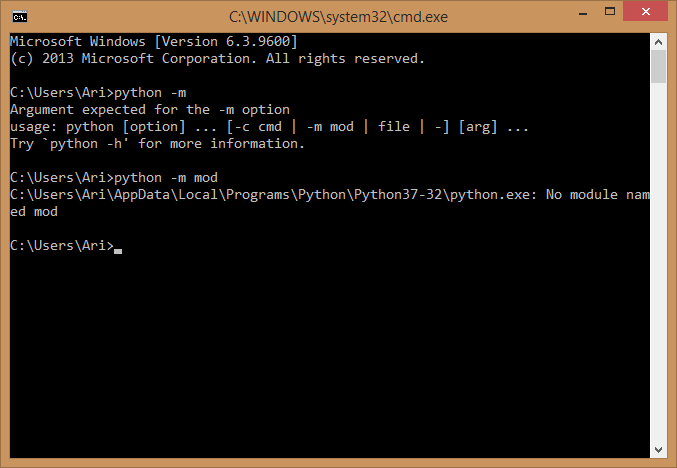 C:\WINDOWS\system32\cmd.exe
Microsoft Windows [Version 6.3.9600]
(c) 2013 Microsoft Corporation. All rights reserved.
C:\Users\Ari>python -m
Argument expected for the -m option
usage: python [option] ... [-c cmd | -m mod | file | -] [arg] ...
Try `python -h' for more information.
C:\Users\Ari>python -m mod
C:\Users\Ari\AppData\Local\Programs\Python\Python37-32\python.exe: No module nam
ed mod
C:\Users\Ari>